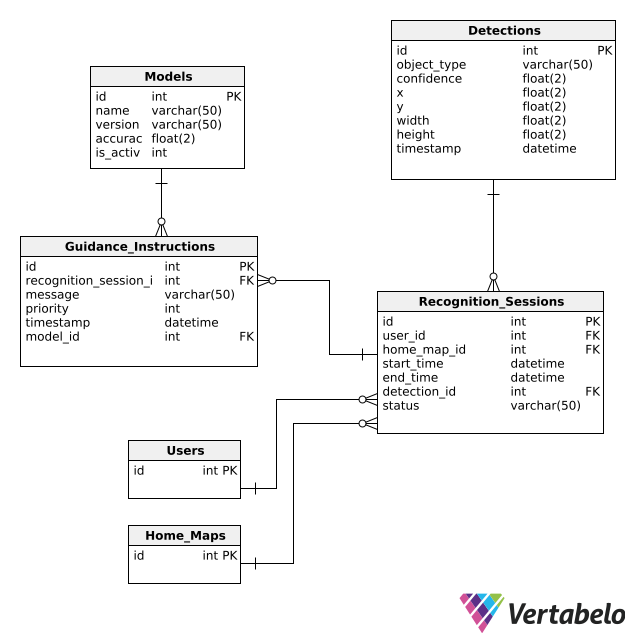 Detections
id int PK
object_type varchar(50)
confidence float(2)
x float(2)
y float(2)
width float(2)
height float(2)
timestamp datetime
Models
id int PK
name varchar(50)
version varchar(50)
accurac float(2)
is_activ int
Guidance_Instructions
id int PK
recognition_session_i int FK
message varchar(50)
priority int
timestamp datetime
model_id int FK
Recognition_Sessions
id int PK
user_id int FK
home_map_id int FK
start_time datetime
end_time datetime
detection_id int FK
status varchar(50)
Users
id int PK
Home_Maps
id int PK
Vertabelo